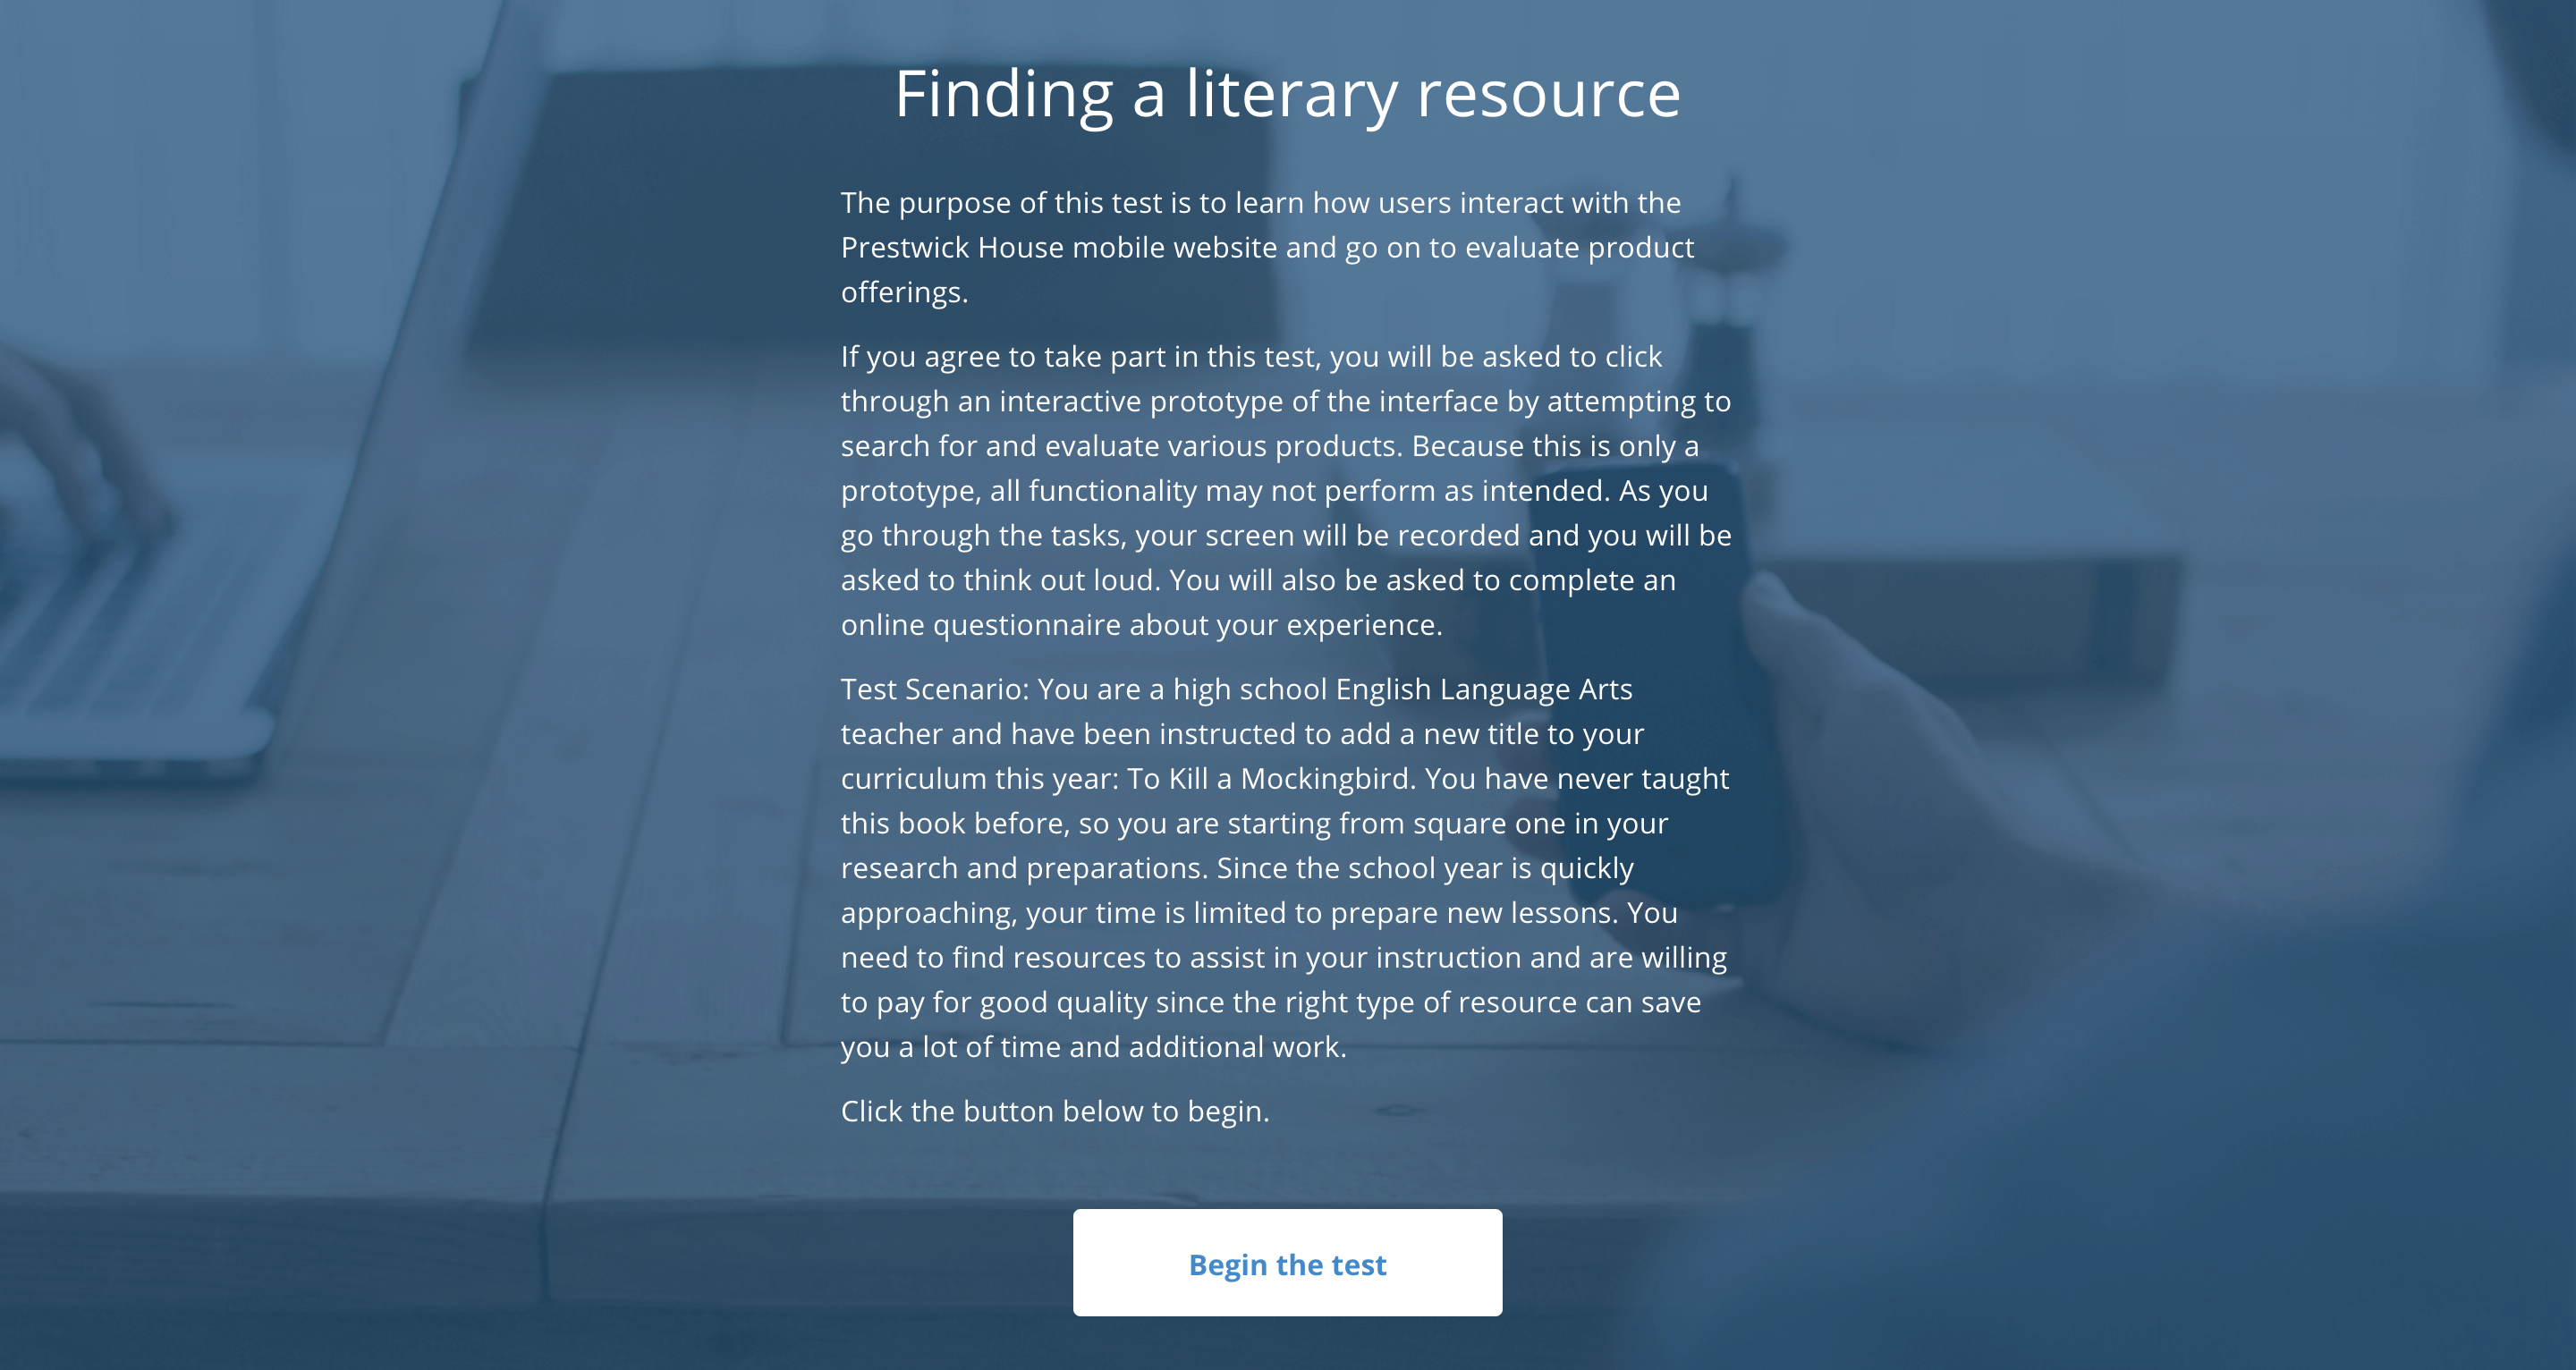 Finding a literary resource
The purpose of this test is to learn how users interact with the
Prestwick House mobile website and go on to evaluate product
offerings.
If you agree to take part in this test, you will be asked to click
through an interactive prototype of the interface by attempting to
search for and evaluate various products. Because this is only a
prototype, all functionality may not perform as intended. As you
go through the tasks, your screen will be recorded and you will be
asked to think out loud. You will also be asked to complete an
online questionnaire about your experience.
Test Scenario: You are a high school English Language Arts
teacher and have been instructed to add a new title to your
curriculum this year: To Kill a Mockingbird. You have never taught
this book before, so you are starting from square one in your
research and preparations. Since the school year is quickly
approaching, your time is limited to prepare new lessons. You
need to find resources to assist in your instruction and are willing
to pay for good quality since the right type of resource can save
you a lot of time and additional work.
Click the button below to begin.
Begin the test